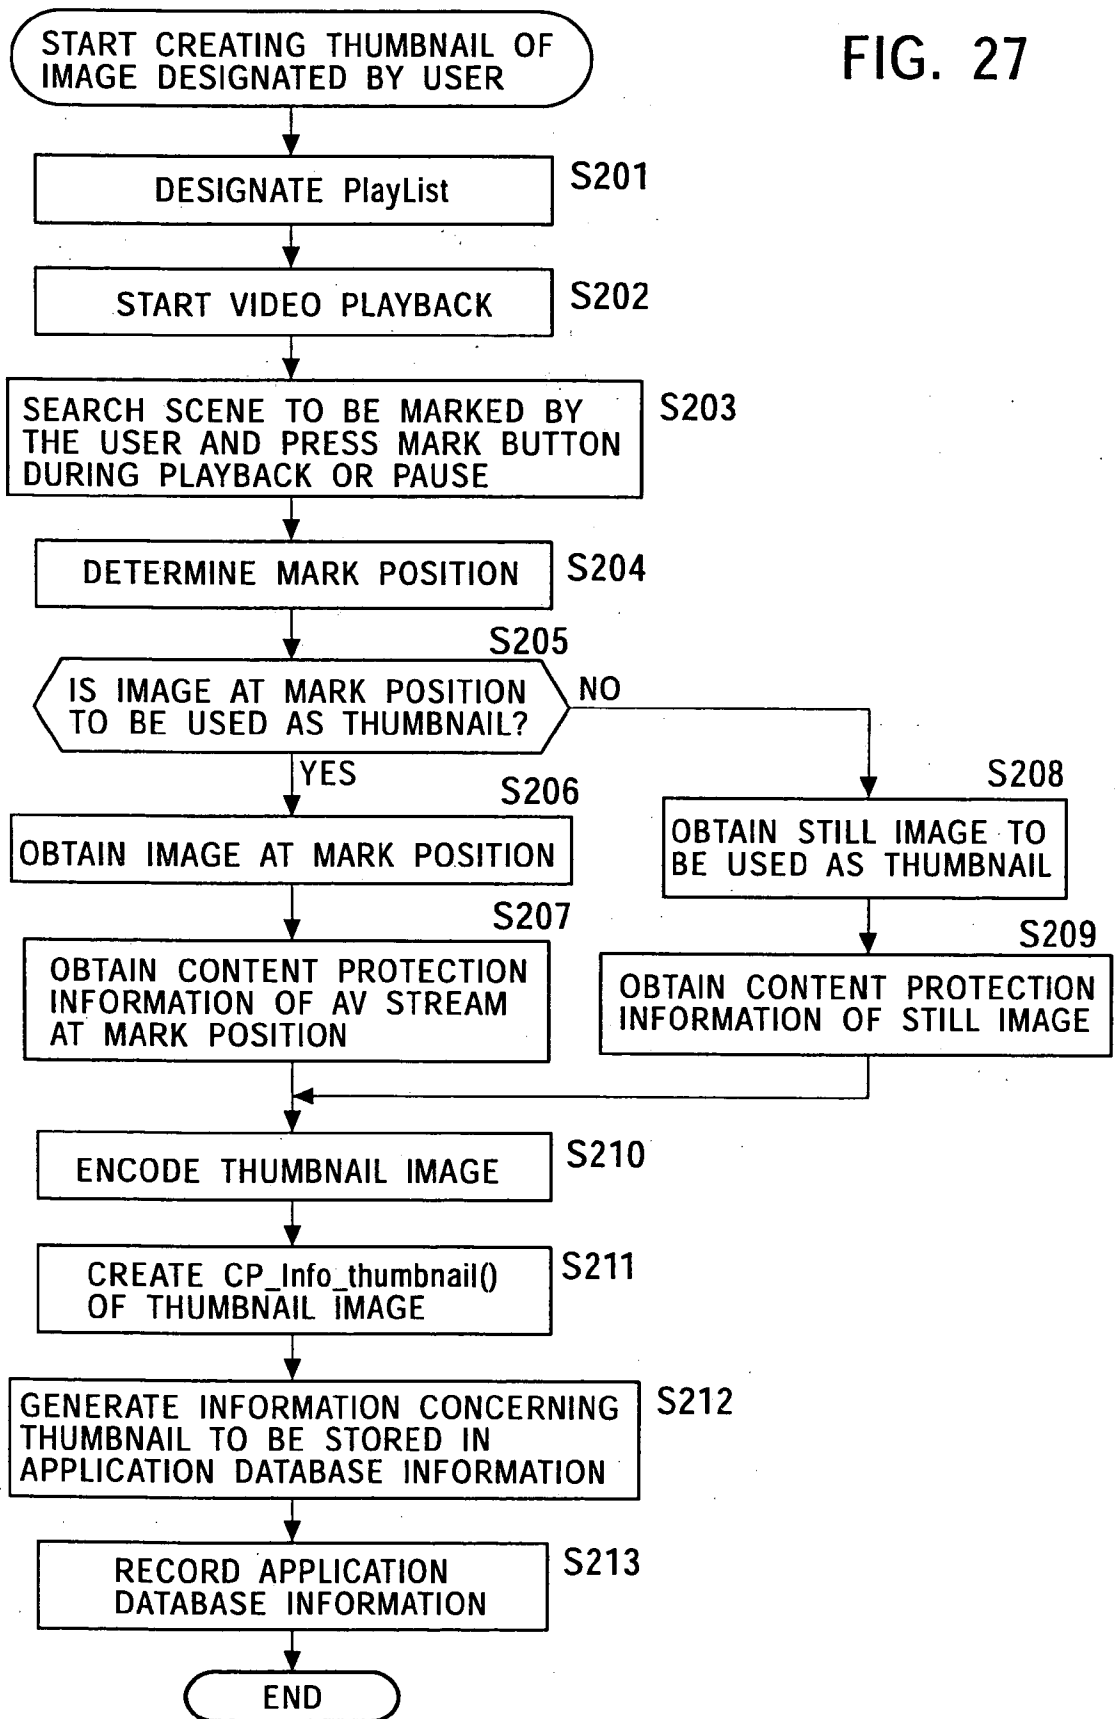 START CREATING THUMBNAIL OF
IMAGE DESIGNATED BY USER
FIG. 27
DESIGNATE PlayList
S201
START VIDEO PLAYBACK
S202
SEARCH SCENE TO BE MARKED BY
THE USER AND PRESS MARK BUTTON
DURING PLAYBACK OR PAUSE
S203
DETERMINE MARK POSITION
S204
S205
IS IMAGE AT MARK POSITION
TO BE USED AS THUMBNAIL?
NO
YES
S206
OBTAIN IMAGE AT MARK POSITION
S207
OBTAIN CONTENT PROTECTION
INFORMATION OF AV STREAM
AT MARK POSITION
S208
OBTAIN STILL IMAGE TO
BE USED AS THUMBNAIL
S209
OBTAIN CONTENT PROTECTION
INFORMATION OF STILL IMAGE
ENCODE THUMBNAIL IMAGE
S210
CREATE CP_Info_thumbnail()
OF THUMBNAIL IMAGE
S211
GENERATE INFORMATION CONCERNING
THUMBNAIL TO BE STORED IN
APPLICATION DATABASE INFORMATION
S212
RECORD APPLICATION
DATABASE INFORMATION
S213
END